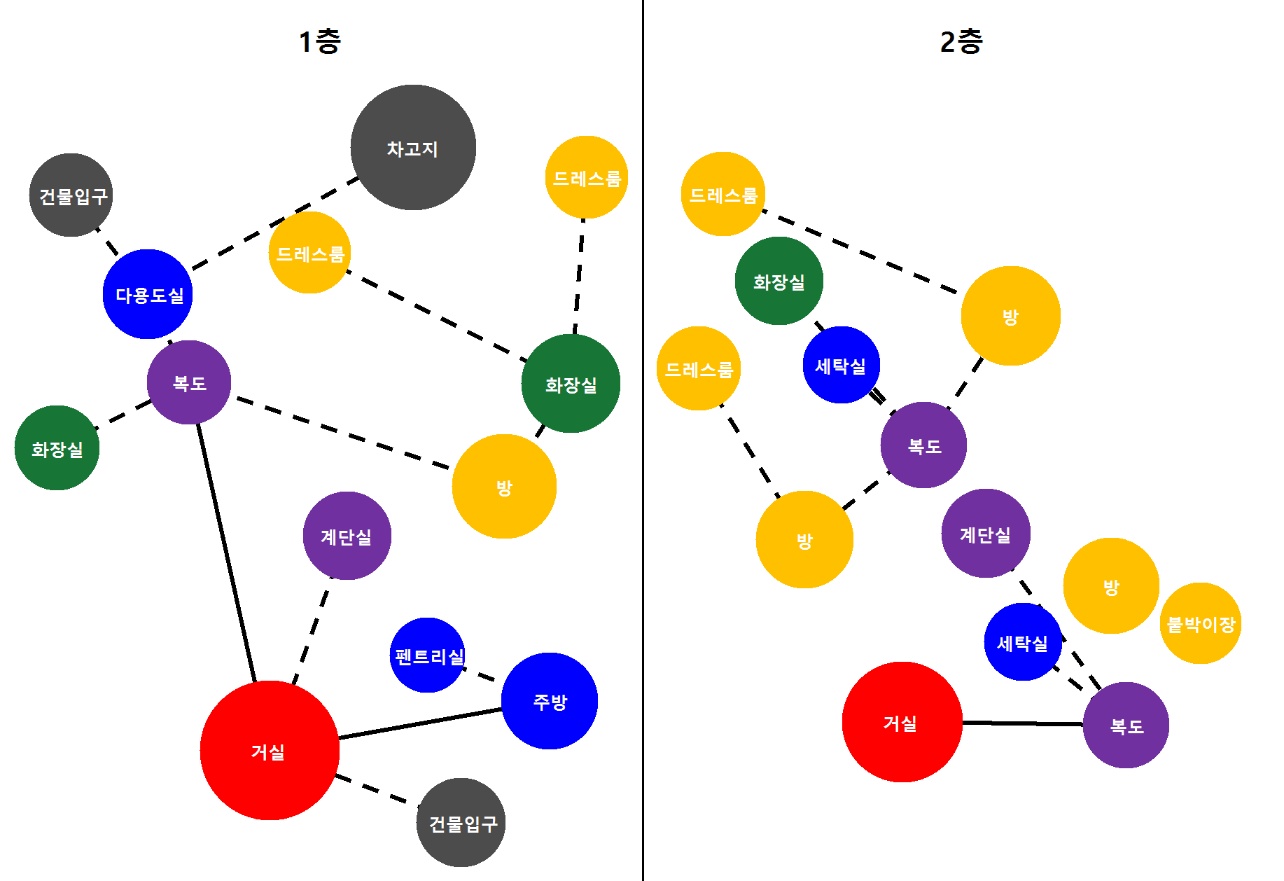 1층
차고지
드레스룸
건물입구
드레스룸
다용도실
복도
화장실
화장실
방
계단실
펜트리실
주방
거실
건물입구
2층
드레스룸
화장실
방
세탁실
드레스룸
복도
계단실
방
방
붙박이장
세탁실
거실
복도